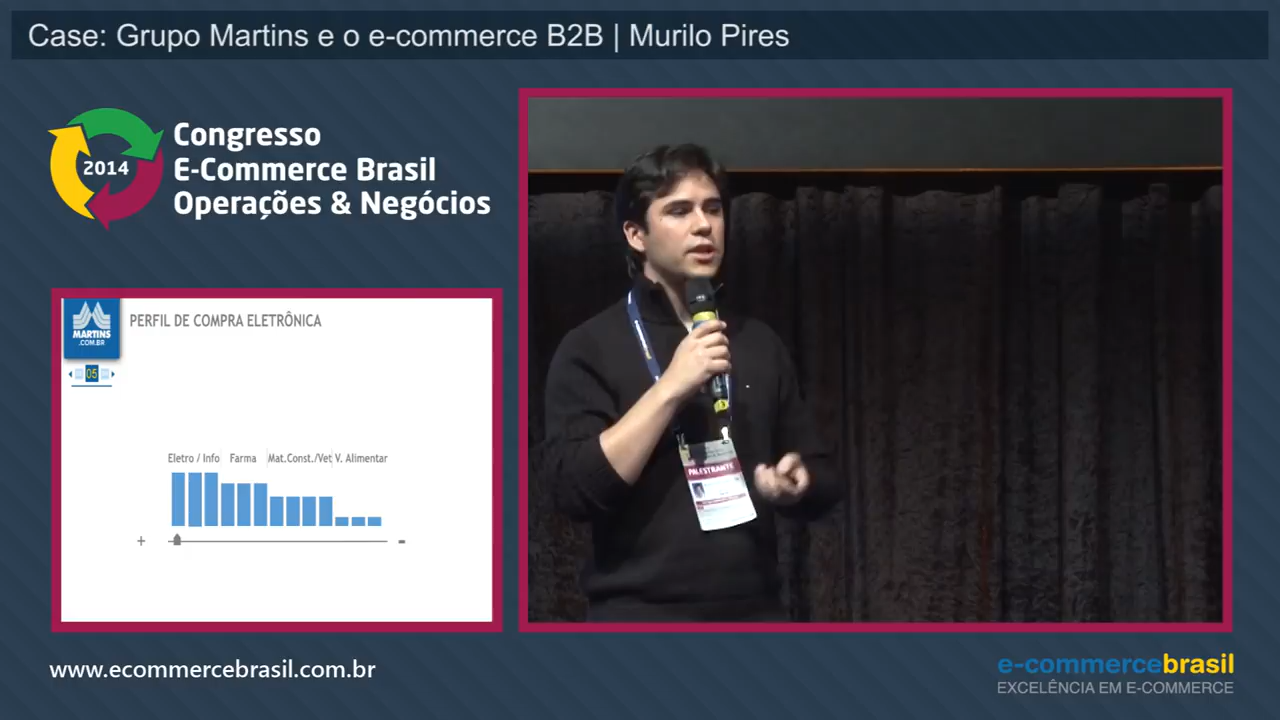 Case: Grupo Martins e o e-commerce B2B | Murilo Pires
2014
Congresso
E-Commerce Brasil
Operações & Negócios
MARTINS
.COM.BR
PERFIL DE COMPRA ELETRÔNICA
05
Eletro / Info Farma Mat.Const./Vet V. Alimentar
+ -
PALESTRANTE
www.ecommercebrasil.com.br
e-commercebrasil
EXCELÊNCIA EM E-COMMERCE